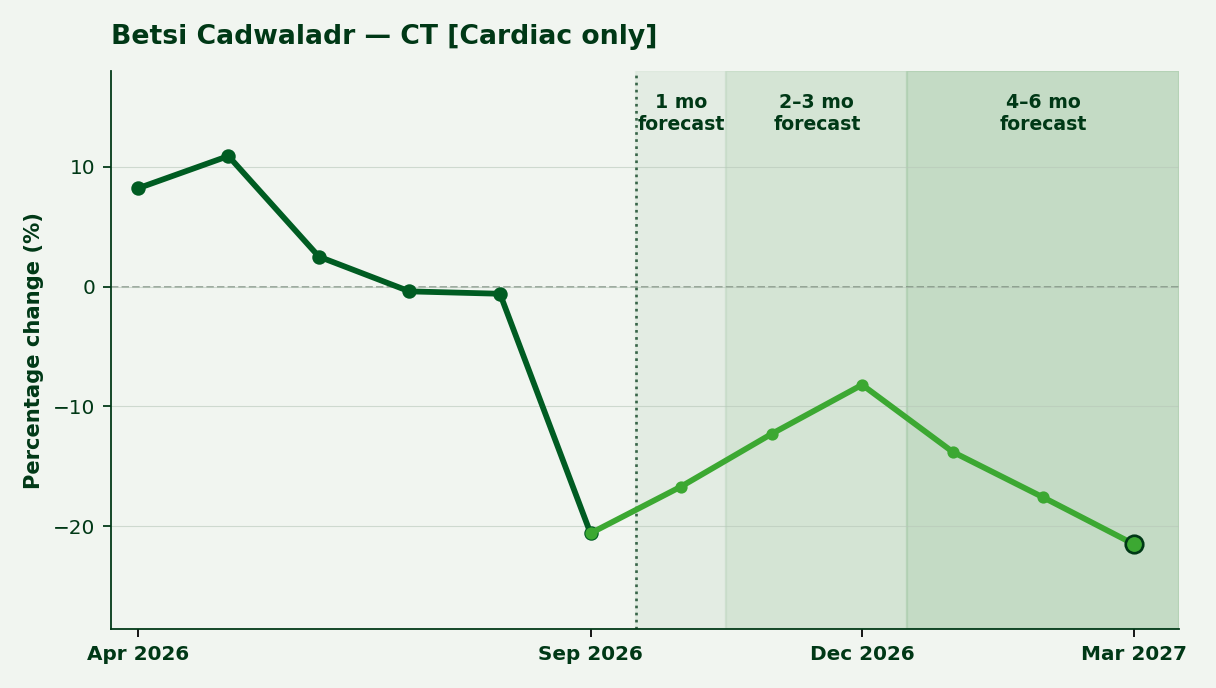 Betsi Cadwaladr — CT [Cardiac only]
1 mo
forecast
2–3 mo
forecast
4–6 mo
forecast
Percentage change (%)
10
0
−10
−20
Apr 2026
Sep 2026
Dec 2026
Mar 2027